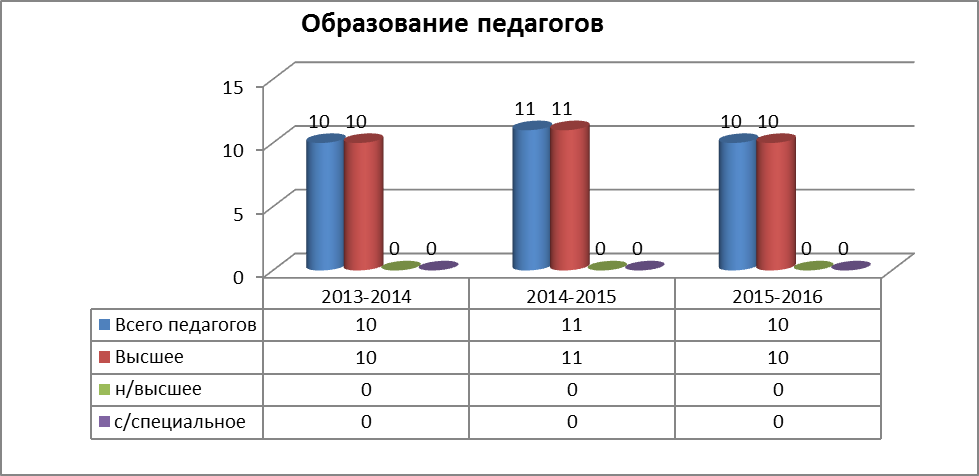 Образование педагогов
15
10
5
0
10 10 0 0
11 11 0 0
10 10 0 0
2013-2014 2014-2015 2015-2016
Всего педагогов 10 11 10
Высшее 10 11 10
н/высшее 0 0 0
с/специальное 0 0 0